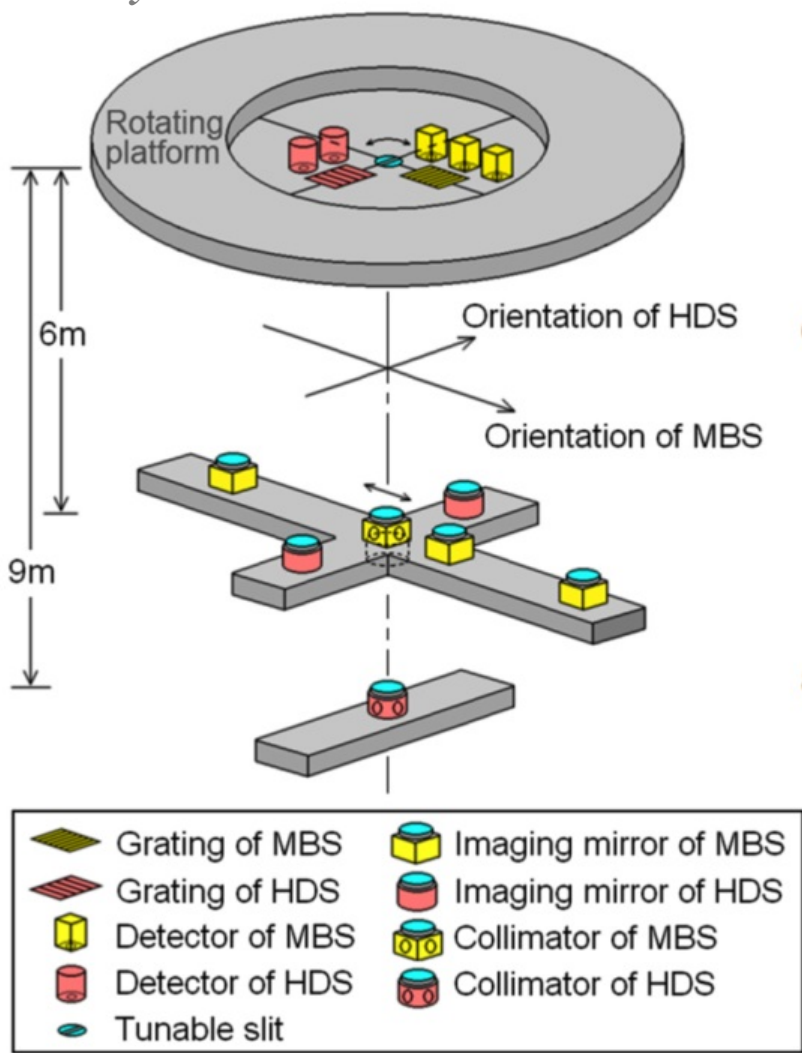 Rotating
platform
6m
Orientation of HDS
Orientation of MBS
9m
Grating of MBS
Imaging mirror of MBS
Grating of HDS
Imaging mirror of HDS
Detector of MBS
Collimator of MBS
Detector of HDS
Collimator of HDS
Tunable slit